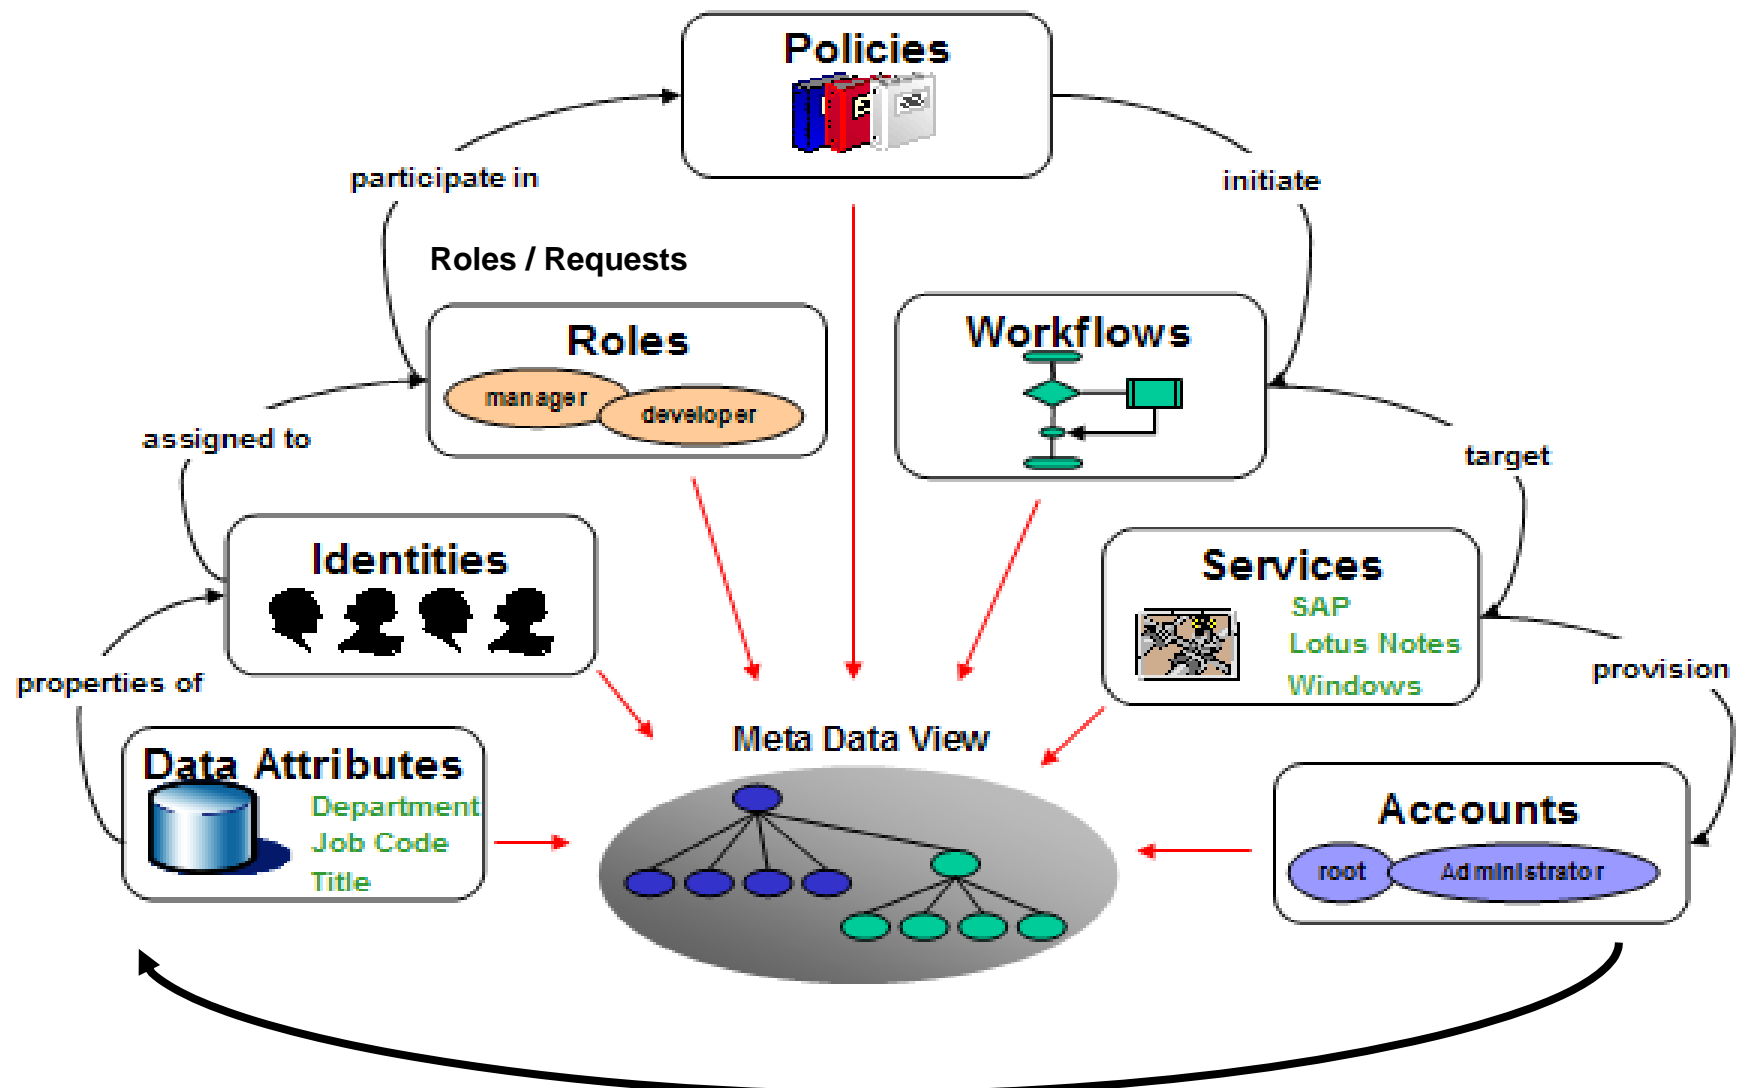 Policies
participate in
initiate
Roles / Requests
Roles
manager
developer
Workflows
assigned to
target
Identities
Services
SAP
Lotus Notes
Windows
properties of
provision
Meta Data View
Data Attributes
Department
Job Code
Title
Accounts
root
Administrator